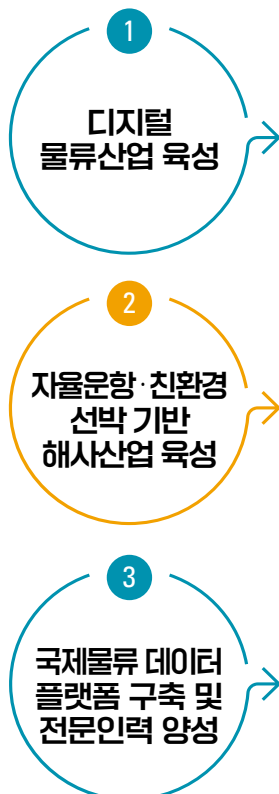 1
디지털
물류산업 육성
2
자율운항·친환경
선박 기반
해사산업 육성
3
국제물류 데이터
플랫폼 구축 및
전문인력 양성